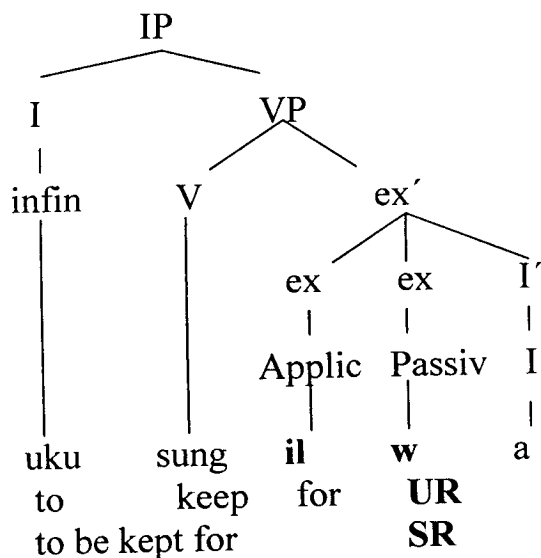 IP
I VP
infin V ex´
ex ex I´
Applic Passiv I
uku sung il w a
to keep for UR
to be kept for SR